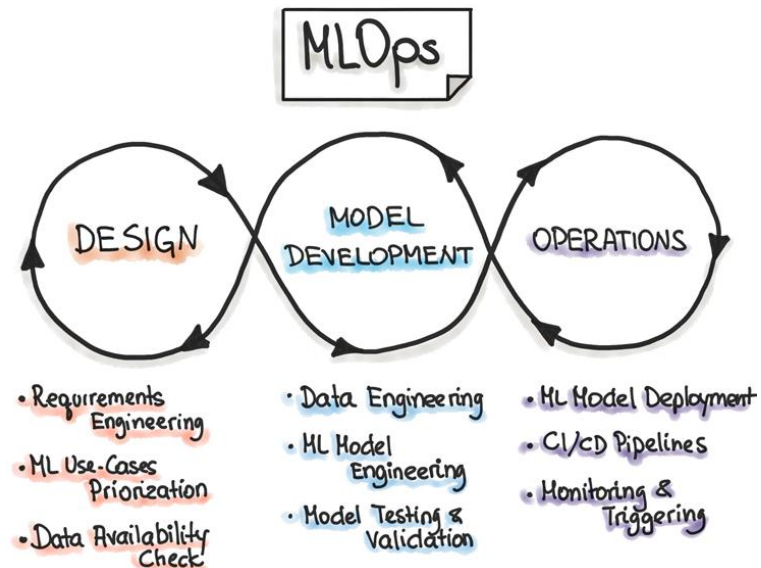 MLOps
DESIGN
MODEL
DEVELOPMENT
OPERATIONS
• Requirements
Engineering
• ML Use-Cases
Priorization
• Data Availability
Check
• Data Engineering
• ML Model
Engineering
• Model Testing &
Validation
• ML Model Deployment
• CI/CD Pipelines
• Monitoring &
Triggering